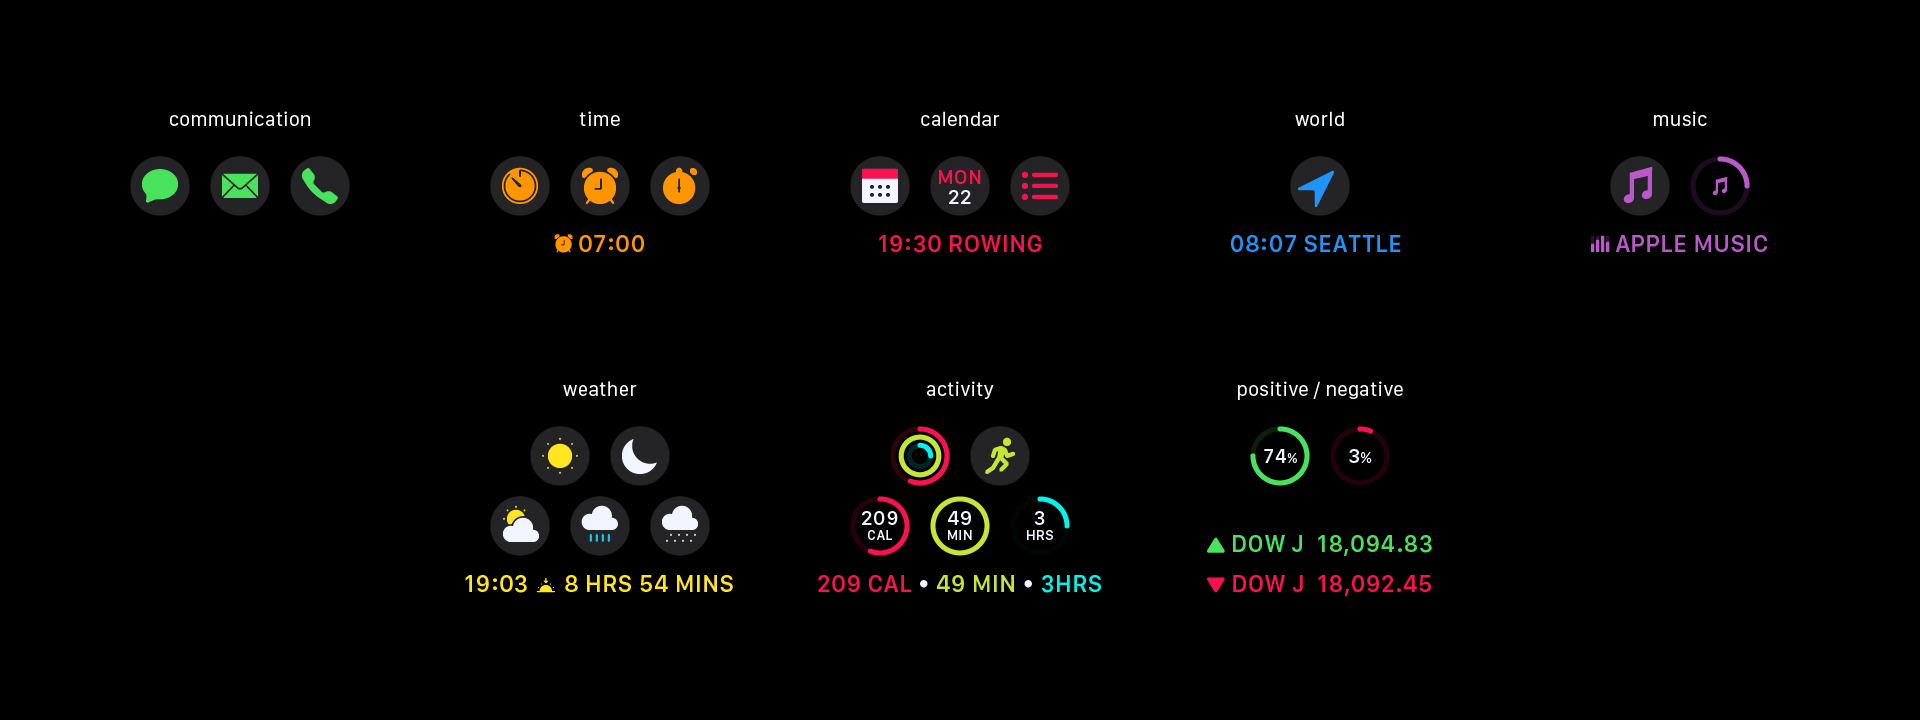 communication
time
calendar
world
music
MON
22
07:00
19:30 ROWING
08:07 SEATTLE
APPLE MUSIC
weather
activity
positive / negative
74%
3%
209
CAL
49
MIN
3
HRS
DOW J 18,094.83
19:03 8 HRS 54 MINS
209 CAL • 49 MIN • 3HRS
DOW J 18,092.45